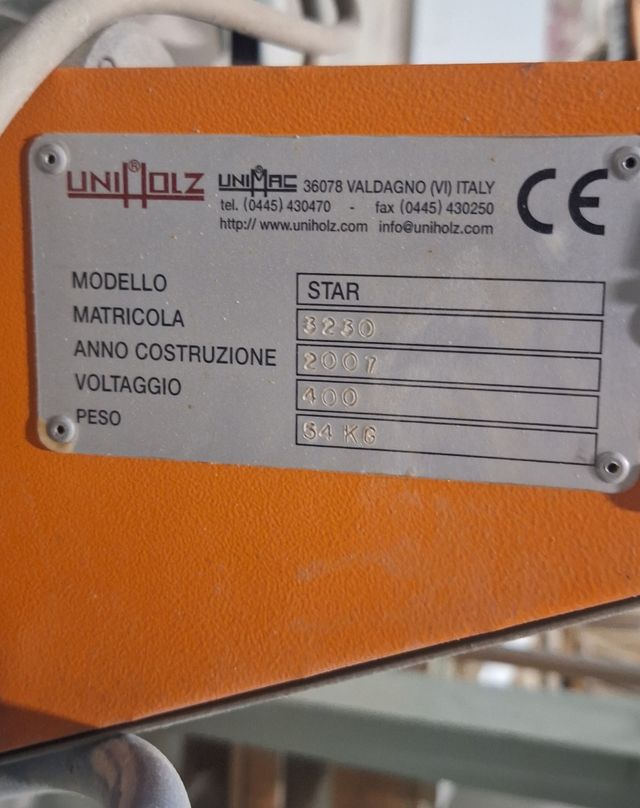 UNIHOLZ® UNIMAC 36078 VALDAGNO (VI) ITALY CE
tel. (0445) 430470 - fax (0445) 430250
http// www.uniholz.com info@uniholz.com
MODELLO STAR
MATRICOLA 3230
ANNO COSTRUZIONE 2007
VOLTAGGIO 400
PESO 54 KG